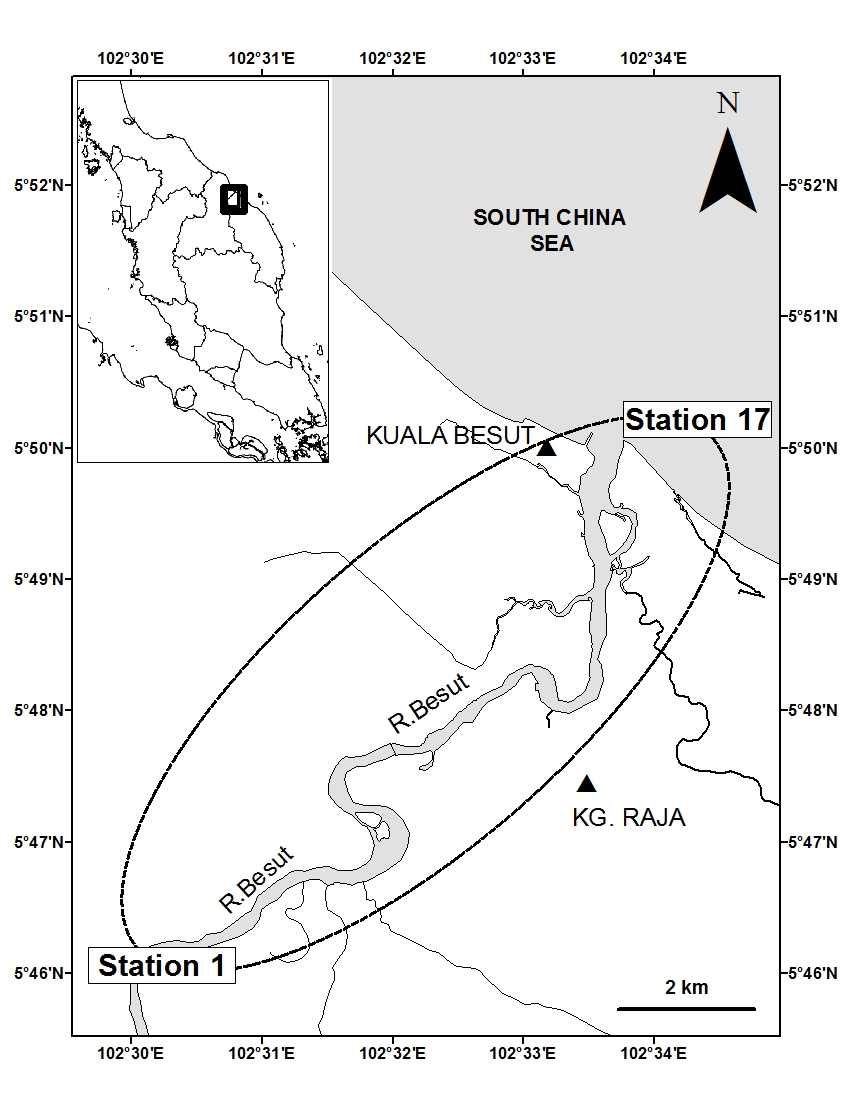 102°30'E 102°31'E 102°32'E 102°33'E 102°34'E
N
5°52'N 5°52'N
SOUTH CHINA
SEA
5°51'N 5°51'N
Station 17
KUALA BESUT
5°50'N 5°50'N
5°49'N 5°49'N
R.Besut
5°48'N 5°48'N
KG. RAJA
5°47'N 5°47'N
R.Besut
Station 1
5°46'N 5°46'N
2 km
102°30'E 102°31'E 102°32'E 102°33'E 102°34'E